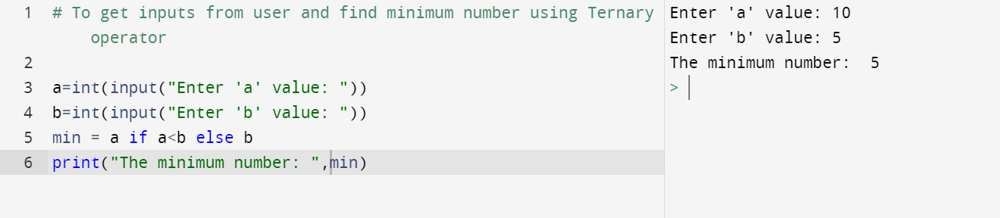 1 # To get inputs from user and find minimum number using Ternary
operator
2
3 a=int(input("Enter 'a' value: "))
4 b=int(input("Enter 'b' value: "))
5 min = a if a<b else b
6 print("The minimum number: ",min)
Enter 'a' value: 10
Enter 'b' value: 5
The minimum number:  5
>